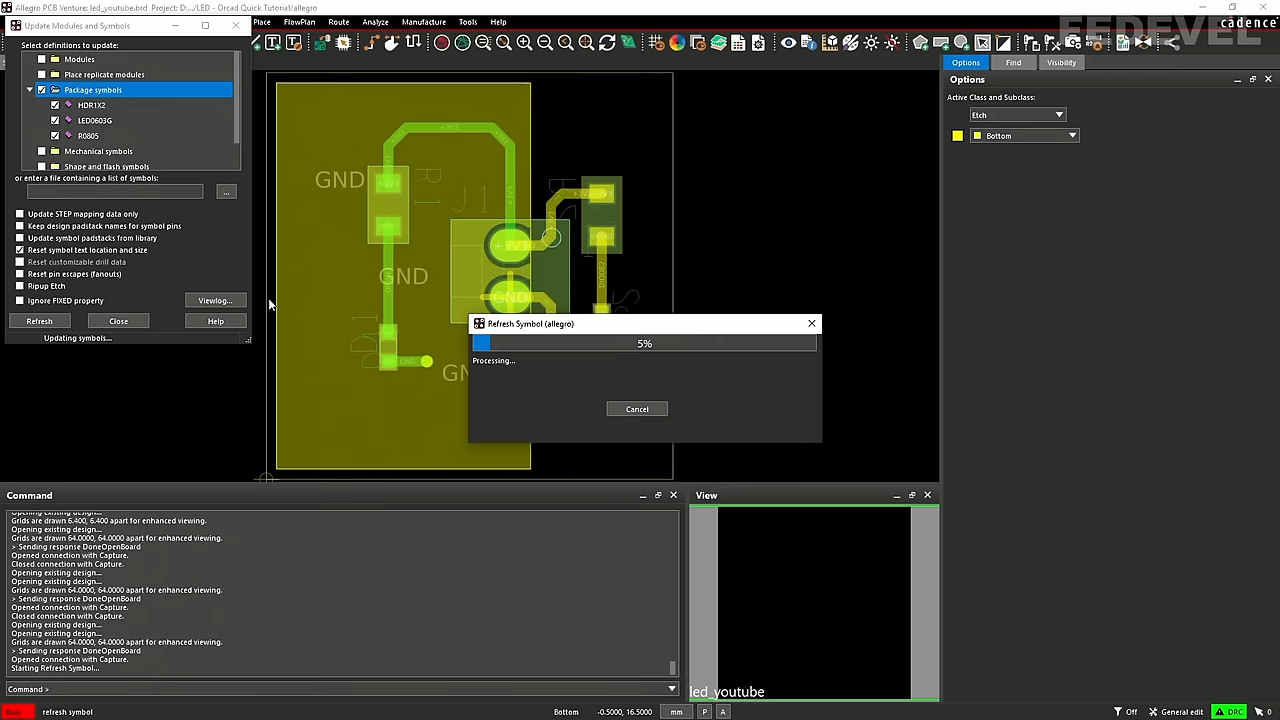 Allegro PCB Venture: led_youtube.brd Project: D:.../LED - Orcad Quick Tutorial/allegro
Update Modules and Symbols
Place
FlowPlan
Route
Analyze
Manufacture
Tools
Help
FEDEVEL
cadence
Select definitions to update:
Modules
Place replicate modules
Package symbols
HDR1X2
LED0603G
R0805
Mechanical symbols
Shape and flash symbols
or enter a file containing a list of symbols:
...
Update STEP mapping data only
Keep design padstack names for symbol pins
Update symbol padstacks from library
Reset symbol text location and size
Reset customizable drill data
Reset pin escapes (fanouts)
Ripup Etch
Ignore FIXED property
Viewlog...
Refresh
Close
Help
Updating symbols...
+3V3
GND
R1
J1
+3V3
GND
GND
GND
Refresh Symbol (allegro)
5%
Processing...
Cancel
Options
Find
Visibility
Options
Active Class and Subclass:
Etch
Bottom
Command
Grids are drawn 6.400, 6.400 apart for enhanced viewing.
Opening existing design...
Grids are drawn 64.0000, 64.0000 apart for enhanced viewing.
> Sending response DoneOpenBoard
Opened connection with Capture.
Closed connection with Capture.
Opening existing design...
Opening existing design...
Grids are drawn 64.0000, 64.0000 apart for enhanced viewing.
> Sending response DoneOpenBoard
Opened connection with Capture.
Closed connection with Capture.
Opening existing design...
Opening existing design...
Grids are drawn 64.0000, 64.0000 apart for enhanced viewing.
> Sending response DoneOpenBoard
Opened connection with Capture.
Starting Refresh Symbol...
Command >
View
led_youtube
refresh symbol
Bottom
-0.5000, 16.5000
mm
P
A
Off
General edit
DRC
0